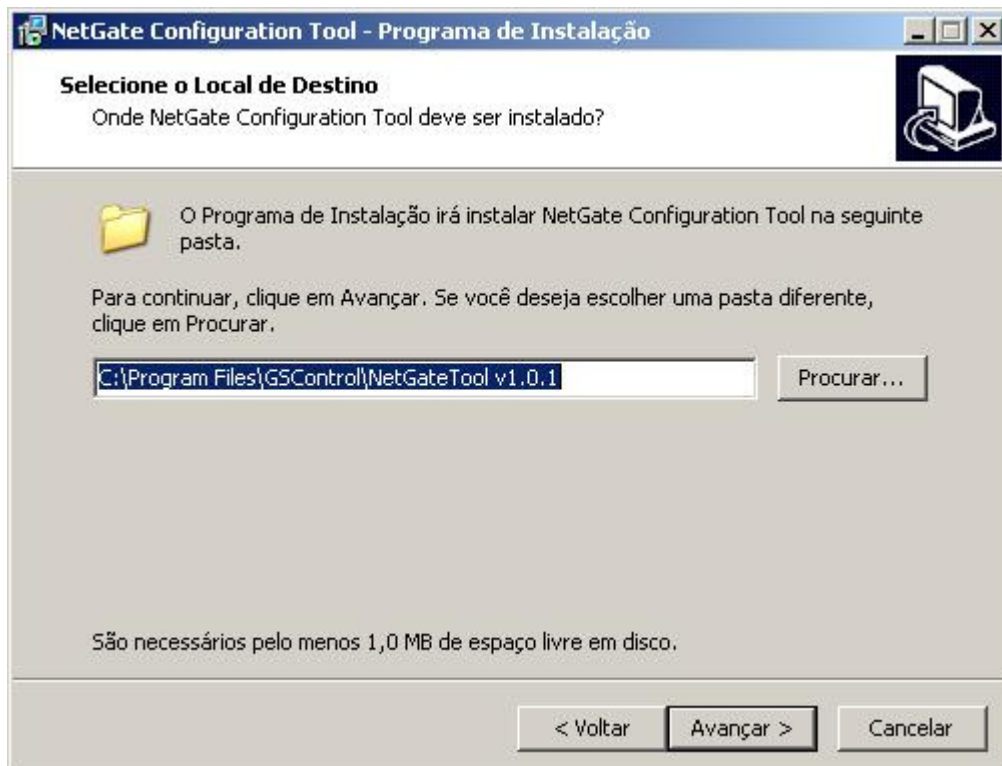 NetGate Configuration Tool - Programa de Instalação
Selecione o Local de Destino
Onde NetGate Configuration Tool deve ser instalado?
O Programa de Instalação irá instalar NetGate Configuration Tool na seguinte
pasta.
Para continuar, clique em Avançar. Se você deseja escolher uma pasta diferente,
clique em Procurar.
C:\Program Files\GSControl\NetGateTool v1.0.1
Procurar...
São necessários pelo menos 1,0 MB de espaço livre em disco.
< Voltar
Avançar >
Cancelar